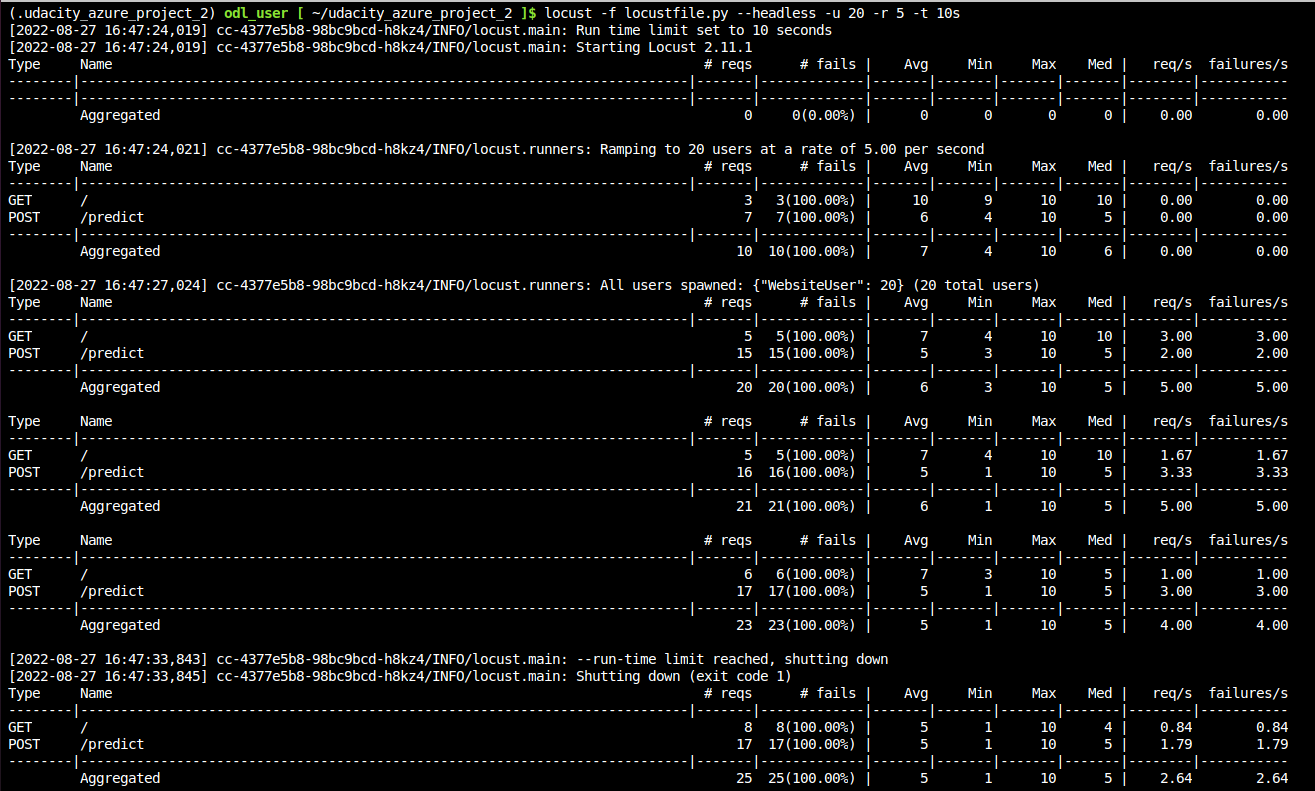 (.udacity_azure_project_2) odl_user [ ~/udacity_azure_project_2 ]$ locust -f locustfile.py --headless -u 20 -r 5 -t 10s
[2022-08-27 16:47:24,019] cc-4377e5b8-98bc9bcd-h8kz4/INFO/locust.main: Run time limit set to 10 seconds
[2022-08-27 16:47:24,019] cc-4377e5b8-98bc9bcd-h8kz4/INFO/locust.main: Starting Locust 2.11.1
Type     Name     # reqs     # fails |     Avg     Min     Max     Med |     req/s  failures/s
--------|----------------------------------------------------------------------------|-------|-------------|-------|-------|-------|-------|--------|-----------
--------|----------------------------------------------------------------------------|-------|-------------|-------|-------|-------|-------|--------|-----------
         Aggregated     0     0(0.00%) |     0     0     0     0 |     0.00     0.00

[2022-08-27 16:47:24,021] cc-4377e5b8-98bc9bcd-h8kz4/INFO/locust.runners: Ramping to 20 users at a rate of 5.00 per second
Type     Name     # reqs     # fails |     Avg     Min     Max     Med |     req/s  failures/s
--------|----------------------------------------------------------------------------|-------|-------------|-------|-------|-------|-------|--------|-----------
GET      /     3     3(100.00%) |     10     9     10     10 |     0.00     0.00
POST     /predict     7     7(100.00%) |     6     4     10     5 |     0.00     0.00
--------|----------------------------------------------------------------------------|-------|-------------|-------|-------|-------|-------|--------|-----------
         Aggregated     10     10(100.00%) |     7     4     10     6 |     0.00     0.00

[2022-08-27 16:47:27,024] cc-4377e5b8-98bc9bcd-h8kz4/INFO/locust.runners: All users spawned: {"WebsiteUser": 20} (20 total users)
Type     Name     # reqs     # fails |     Avg     Min     Max     Med |     req/s  failures/s
--------|----------------------------------------------------------------------------|-------|-------------|-------|-------|-------|-------|--------|-----------
GET      /     5     5(100.00%) |     7     4     10     10 |     3.00     3.00
POST     /predict     15     15(100.00%) |     5     3     10     5 |     2.00     2.00
--------|----------------------------------------------------------------------------|-------|-------------|-------|-------|-------|-------|--------|-----------
         Aggregated     20     20(100.00%) |     6     3     10     5 |     5.00     5.00

Type     Name     # reqs     # fails |     Avg     Min     Max     Med |     req/s  failures/s
--------|----------------------------------------------------------------------------|-------|-------------|-------|-------|-------|-------|--------|-----------
GET      /     5     5(100.00%) |     7     4     10     10 |     1.67     1.67
POST     /predict     16     16(100.00%) |     5     1     10     5 |     3.33     3.33
--------|----------------------------------------------------------------------------|-------|-------------|-------|-------|-------|-------|--------|-----------
         Aggregated     21     21(100.00%) |     6     1     10     5 |     5.00     5.00

Type     Name     # reqs     # fails |     Avg     Min     Max     Med |     req/s  failures/s
--------|----------------------------------------------------------------------------|-------|-------------|-------|-------|-------|-------|--------|-----------
GET      /     6     6(100.00%) |     7     3     10     5 |     1.00     1.00
POST     /predict     17     17(100.00%) |     5     1     10     5 |     3.00     3.00
--------|----------------------------------------------------------------------------|-------|-------------|-------|-------|-------|-------|--------|-----------
         Aggregated     23     23(100.00%) |     5     1     10     5 |     4.00     4.00

[2022-08-27 16:47:33,843] cc-4377e5b8-98bc9bcd-h8kz4/INFO/locust.main: --run-time limit reached, shutting down
[2022-08-27 16:47:33,845] cc-4377e5b8-98bc9bcd-h8kz4/INFO/locust.main: Shutting down (exit code 1)
Type     Name     # reqs     # fails |     Avg     Min     Max     Med |     req/s  failures/s
--------|----------------------------------------------------------------------------|-------|-------------|-------|-------|-------|-------|--------|-----------
GET      /     8     8(100.00%) |     5     1     10     4 |     0.84     0.84
POST     /predict     17     17(100.00%) |     5     1     10     5 |     1.79     1.79
--------|----------------------------------------------------------------------------|-------|-------------|-------|-------|-------|-------|--------|-----------
         Aggregated     25     25(100.00%) |     5     1     10     5 |     2.64     2.64